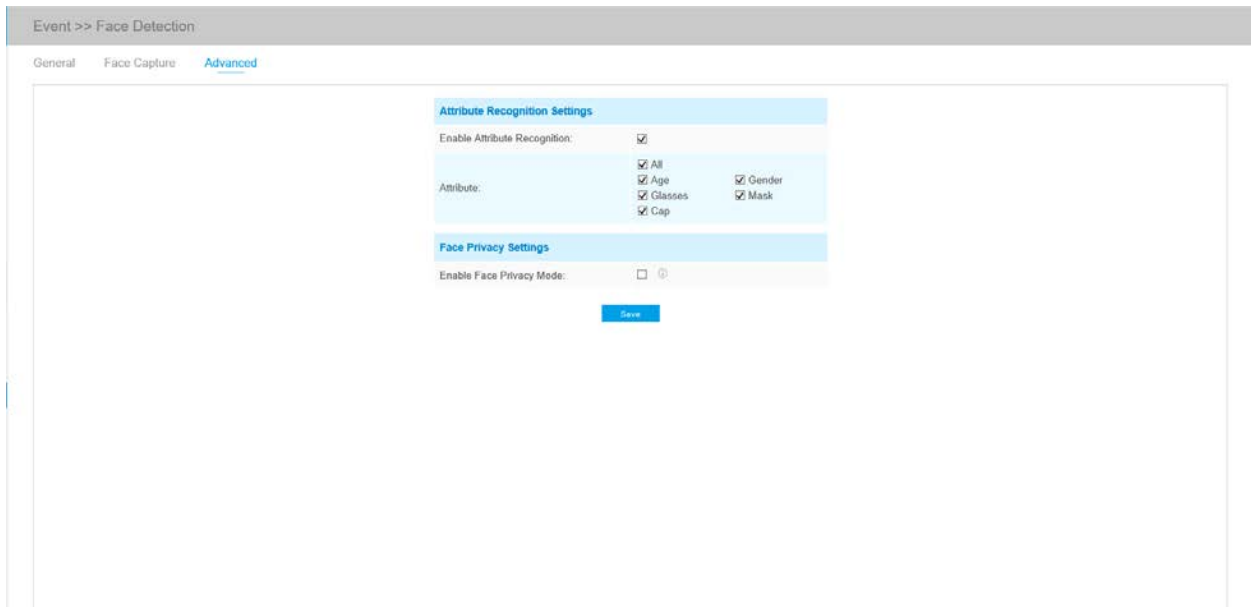 Event >> Face Detection
General Face Capture Advanced
Attribute Recognition Settings
Enable Attribute Recognition:
Attribute:
All
Age Gender
Glasses Mask
Cap
Face Privacy Settings
Enable Face Privacy Mode:
Save